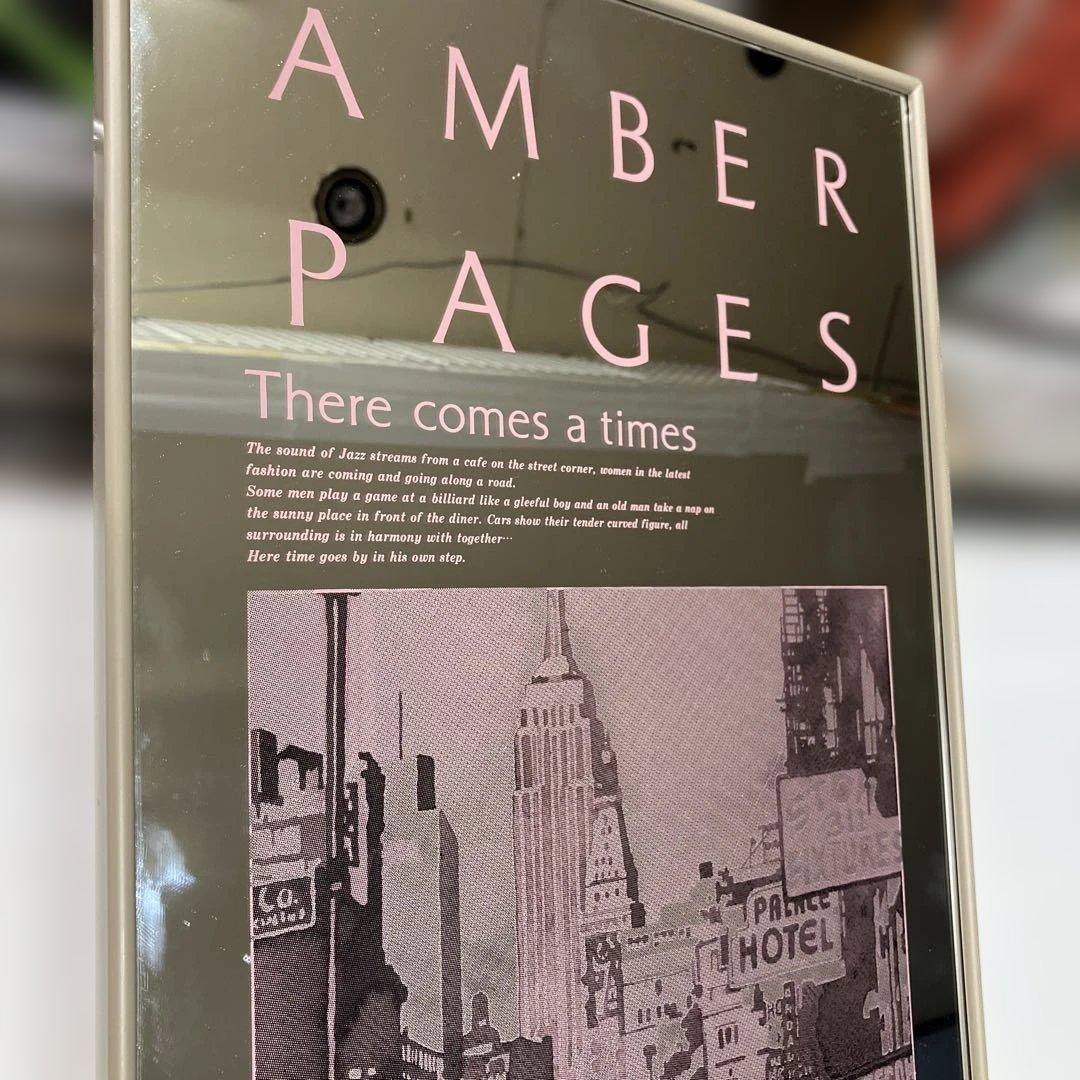 AMBER
PAGES
There comes a times
The sound of Jazz streams from a cafe on the street corner, women in the latest
fashion are coming and going along a road.
Some men play a game at a billiard like a gleeful boy and an old man take a nap on
the sunny place in front of the diner. Cars show their tender curved figure, all
surrounding is in harmony with together…
Here time goes by in his own step.
CO.
PALACE
HOTEL